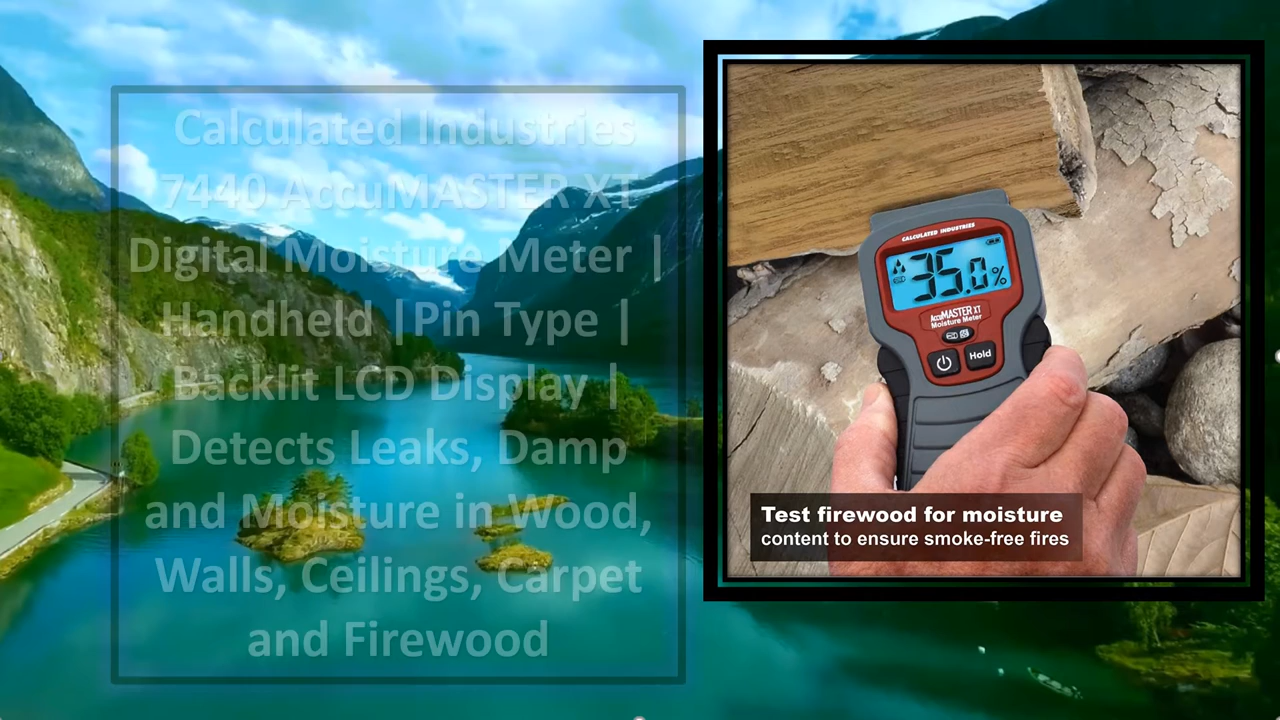 Calculated Industries
7440 AccuMASTER XT
Digital Moisture Meter |
Handheld | Pin Type |
Backlit LCD Display |
Detects Leaks, Damp
and Moisture in Wood,
Walls, Ceilings, Carpet
and Firewood
CALCULATED INDUSTRIES
35.0%
AccuMASTER XT
Moisture Meter
Hold
Test firewood for moisture
content to ensure smoke-free fires